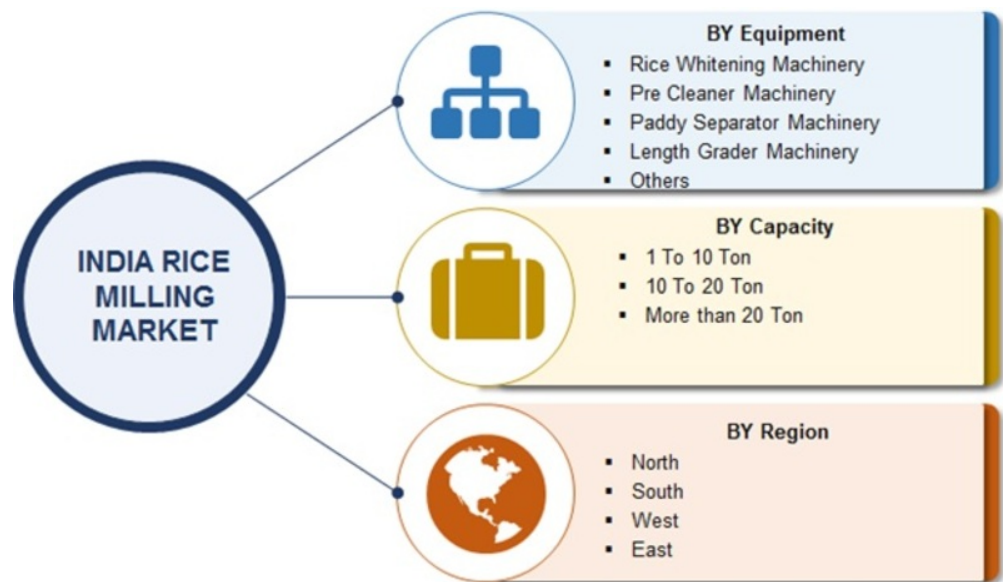 INDIA RICE
MILLING
MARKET
BY Equipment
▪ Rice Whitening Machinery
▪ Pre Cleaner Machinery
▪ Paddy Separator Machinery
▪ Length Grader Machinery
▪ Others
BY Capacity
▪ 1 To 10 Ton
▪ 10 To 20 Ton
▪ More than 20 Ton
BY Region
▪ North
▪ South
▪ West
▪ East